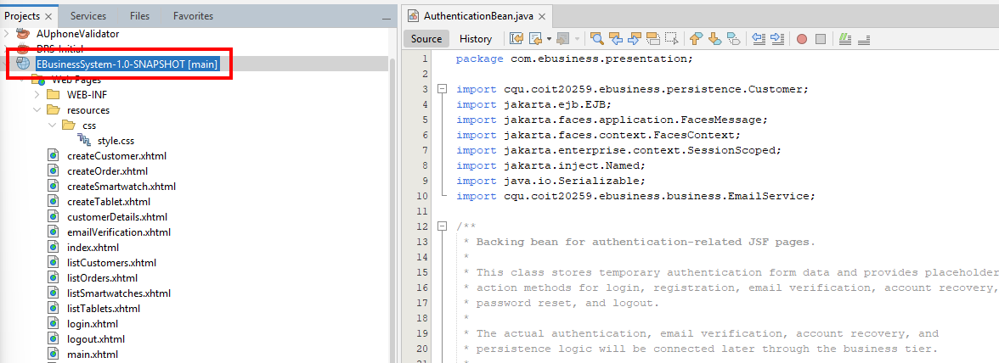 Projects Services Files Favorites
AUphoneValidator
DRS-Initial
EBusinessSystem-1.0-SNAPSHOT [main]
Web Pages
WEB-INF
resources
css
style.css
createCustomer.xhtml
createOrder.xhtml
createSmartwatch.xhtml
createTablet.xhtml
customerDetails.xhtml
emailVerification.xhtml
index.xhtml
listCustomers.xhtml
listOrders.xhtml
listSmartwatches.xhtml
listTablets.xhtml
login.xhtml
logout.xhtml
main.xhtml
AuthenticationBean.java
Source History
1 package com.ebusiness.presentation;
2
3 import cqu.coit20259.ebusiness.persistence.Customer;
4 import jakarta.ejb.EJB;
5 import jakarta.faces.application.FacesMessage;
6 import jakarta.faces.context.FacesContext;
7 import jakarta.enterprise.context.SessionScoped;
8 import jakarta.inject.Named;
9 import java.io.Serializable;
10 import cqu.coit20259.ebusiness.business.EmailService;
11
12 /**
13 * Backing bean for authentication-related JSF pages.
14 *
15 * This class stores temporary authentication form data and provides placeholder
16 * action methods for login, registration, email verification, account recovery,
17 * password reset, and logout.
18 *
19 * The actual authentication, email verification, account recovery, and
20 * persistence logic will be connected later through the business tier.